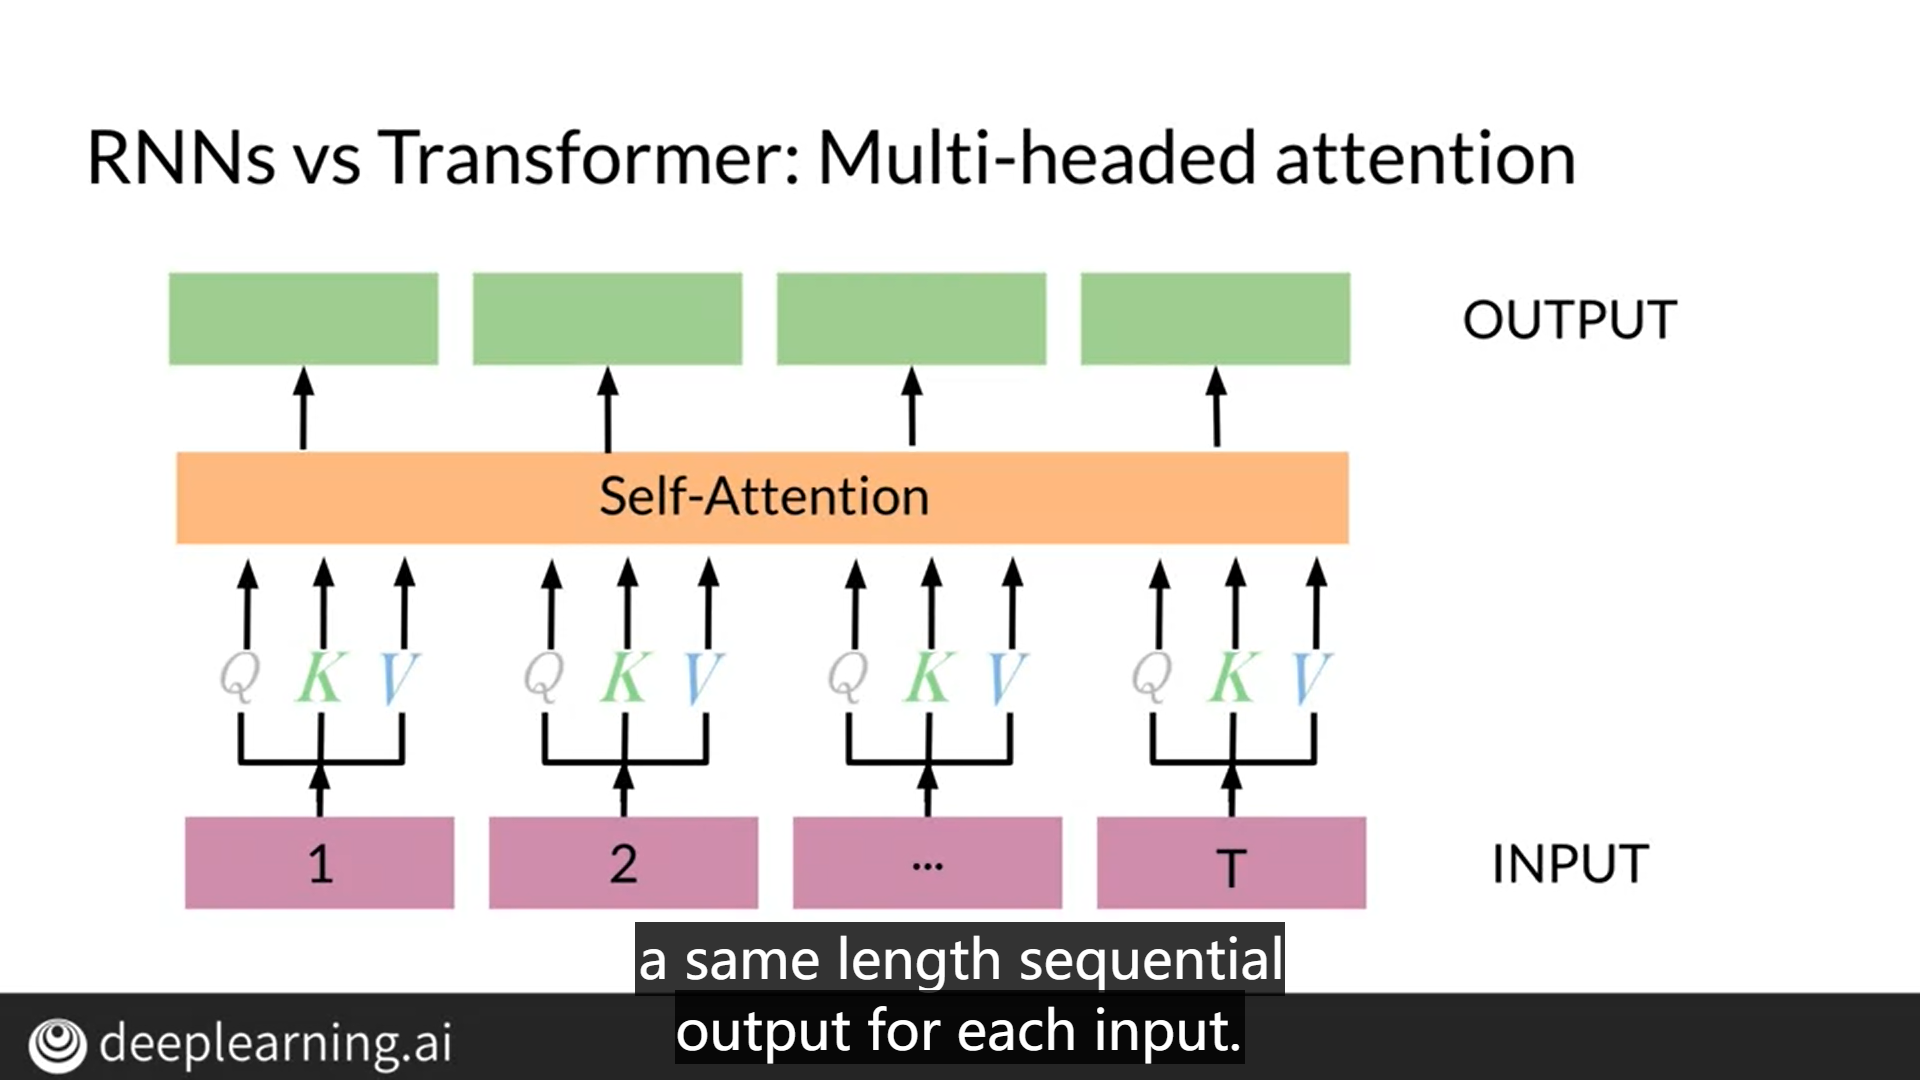 RNNs vs Transformer: Multi-headed attention
OUTPUT
Self-Attention
Q K V Q K V Q K V Q K V
1 2 ... T
INPUT
a same length sequential
output for each input.
deeplearning.ai